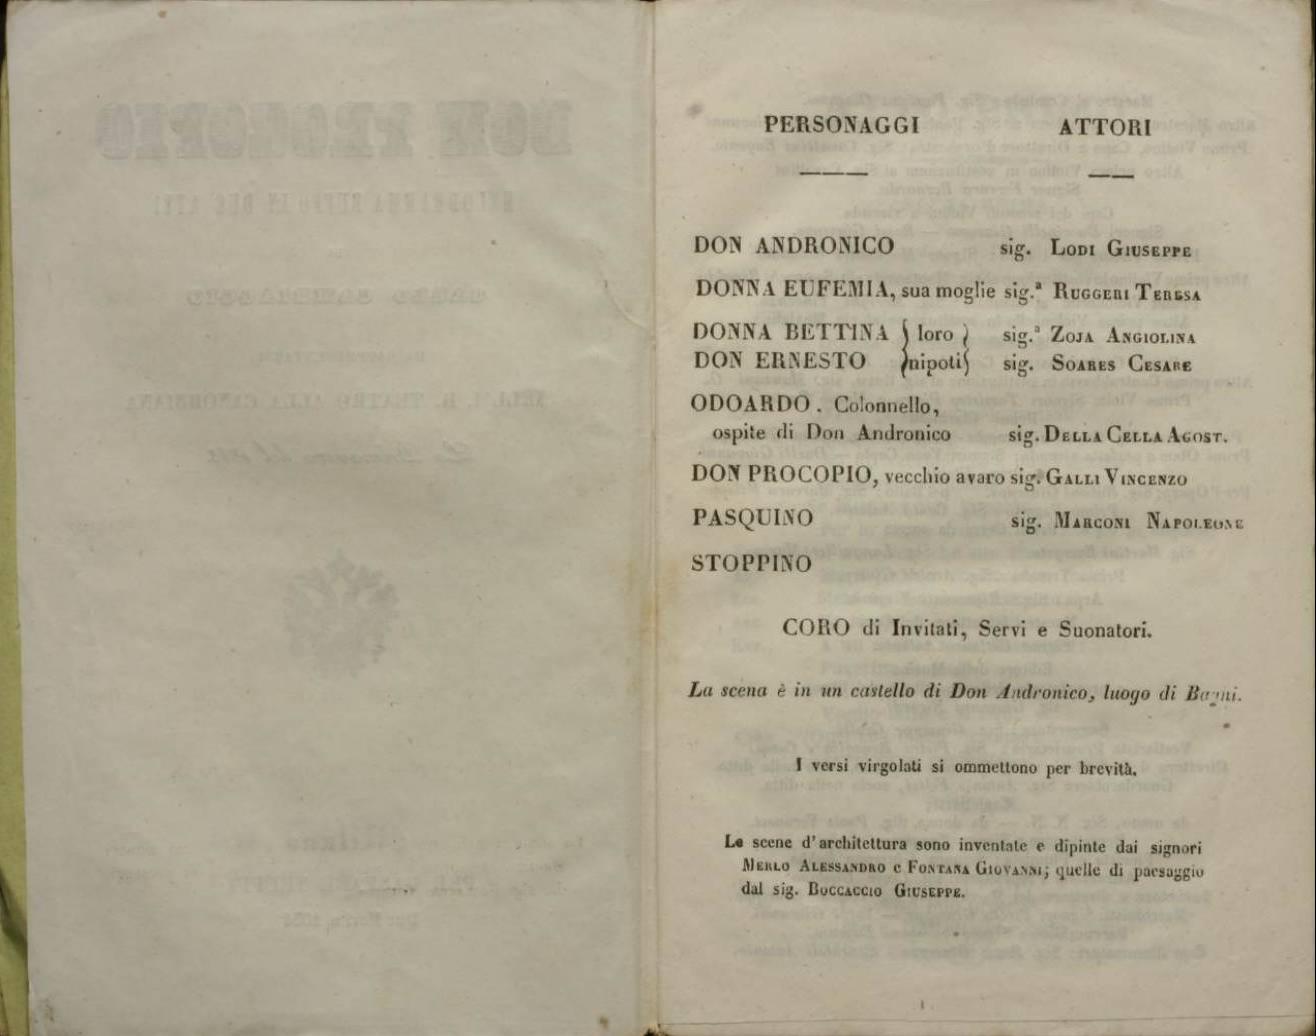 PERSONAGGI ATTORI
DON ANDRONICO sig. LODI GIUSEPPE
DONNA EUFEMIA, sua moglie sig.ª RUGGERI TERESA
DONNA BETTINA { loro } sig.ª ZOJA ANGIOLINA
DON ERNESTO { nipoti } sig. SOARES CESARE
ODOARDO. Colonnello,
ospite di Don Andronico sig. DELLA CELLA AGOST.
DON PROCOPIO, vecchio avaro sig. GALLI VINCENZO
PASQUINO sig. MARCONI NAPOLEONE
STOPPINO
CORO di Invitati, Servi e Suonatori.
La scena è in un castello di Don Andronico, luogo di Bagni.
I versi virgolati si ommettono per brevità.
Le scene d'architettura sono inventate e dipinte dai signori
MERLO ALESSANDRO e FONTANA GIOVANNI; quelle di paesaggio
dal sig. BOCCACCIO GIUSEPPE.